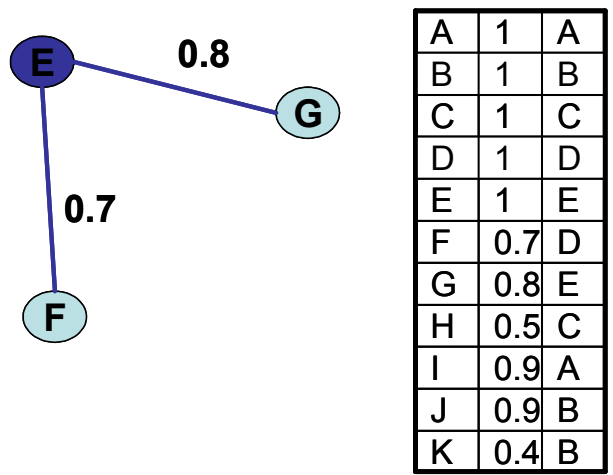 E
0.8
G
0.7
F
A 1 A
B 1 B
C 1 C
D 1 D
E 1 E
F 0.7 D
G 0.8 E
H 0.5 C
I 0.9 A
J 0.9 B
K 0.4 B